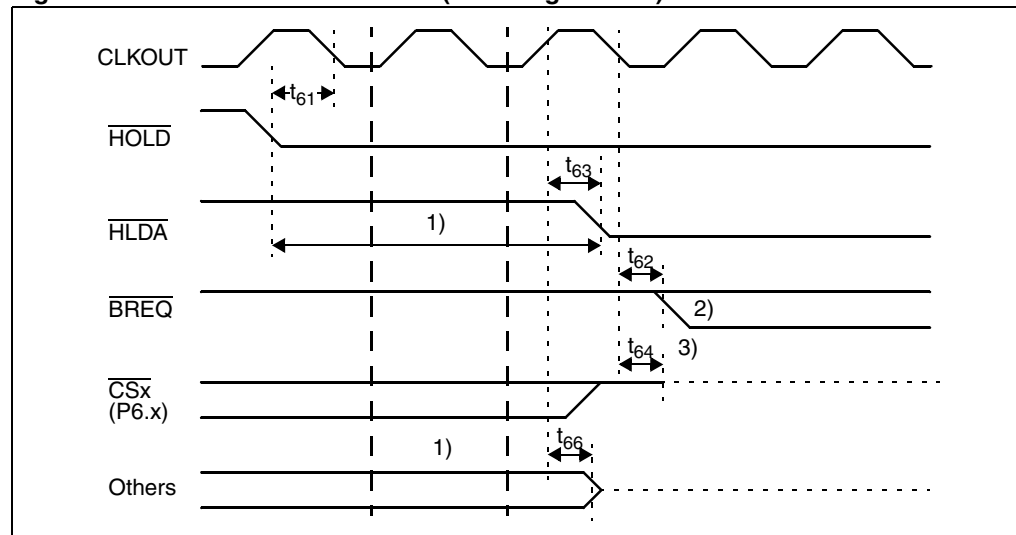 CLKOUT
t61
HOLD
t63
HLDA
1)
t62
BREQ
2)
t64
3)
CSx
(P6.x)
1)
t66
Others